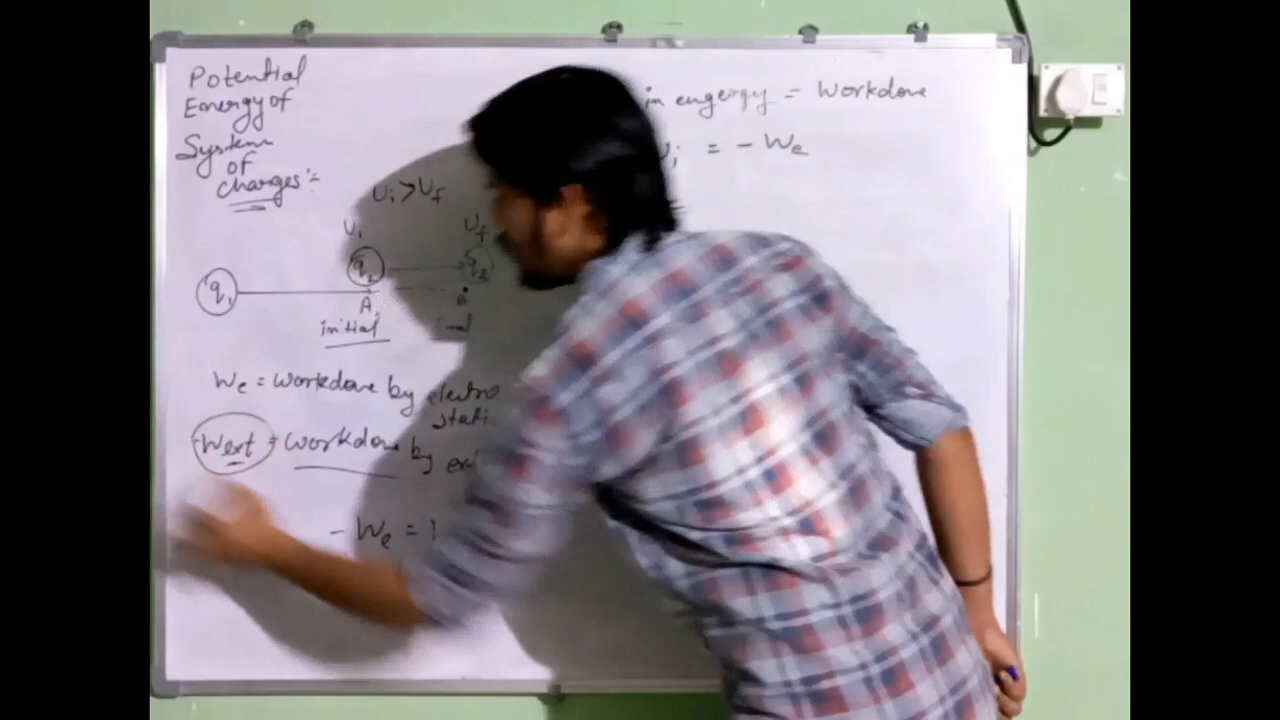 Potential
Energy of
System
of
charges :-
in engergy = Workdone
Ui = - We
Ui > Uf
Ui
Uf
q1
q2
q2
A
B
initial
We = Workdone by electro
stati
Wext = Workdone by
- We =